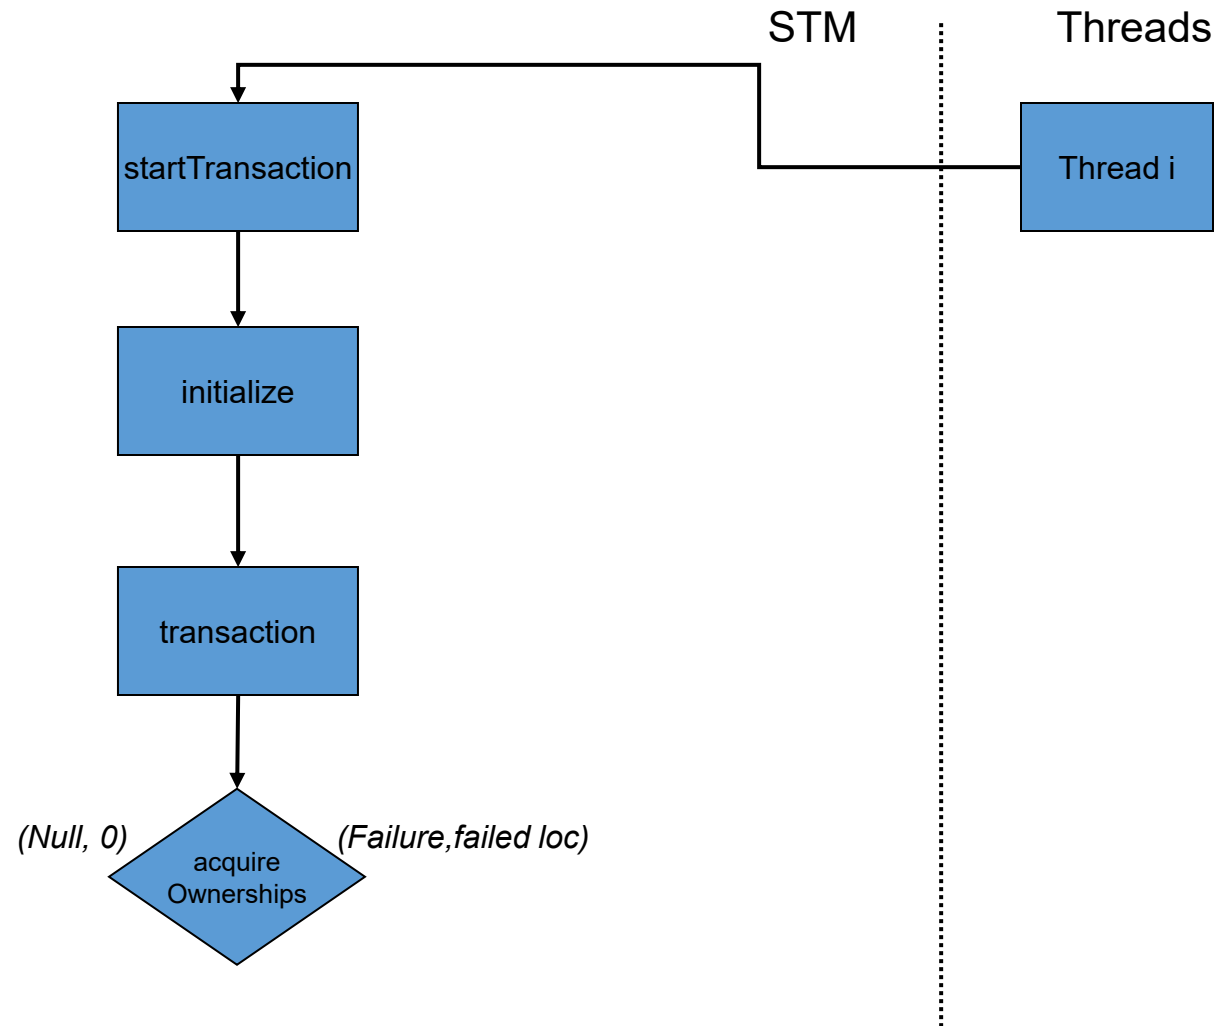 STM
Threads
startTransaction
Thread i
initialize
transaction
(Null, 0)
(Failure,failed loc)
acquire
Ownerships